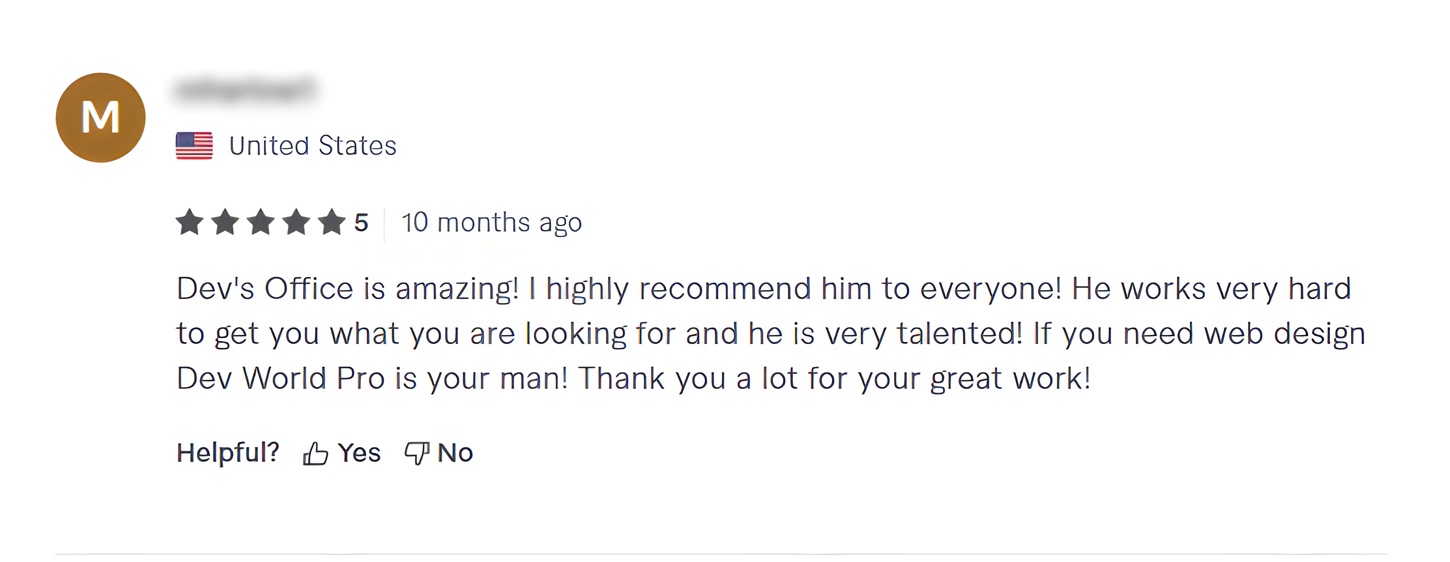 M
United States
5 10 months ago
Dev's Office is amazing! I highly recommend him to everyone! He works very hard
to get you what you are looking for and he is very talented! If you need web design
Dev World Pro is your man! Thank you a lot for your great work!
Helpful? Yes No